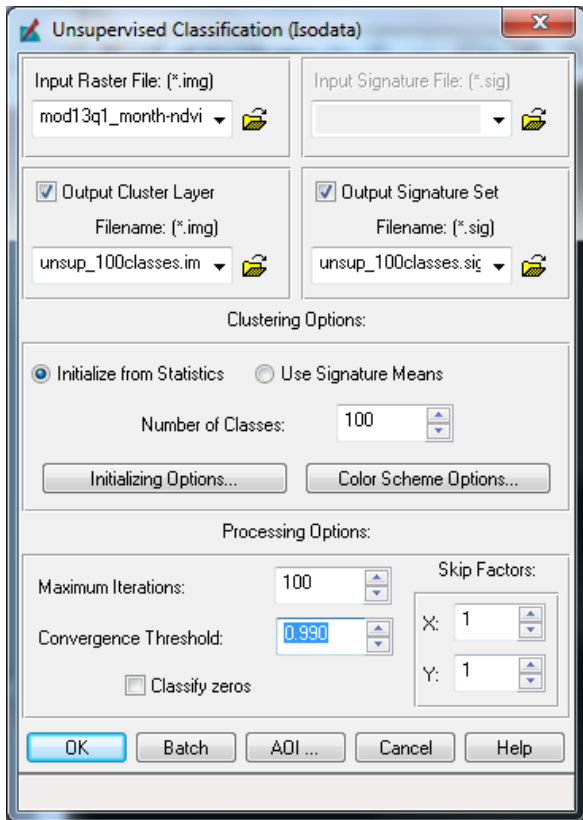 Unsupervised Classification (Isodata)
Input Raster File: (*.img)
Input Signature File: (*.sig)
mod13q1_month-ndvi
Output Cluster Layer
Output Signature Set
Filename: (*.img)
Filename: (*.sig)
unsup_100classes.im
unsup_100classes.sig
Clustering Options:
Initialize from Statistics
Use Signature Means
Number of Classes:
100
Initializing Options...
Color Scheme Options...
Processing Options:
Maximum Iterations:
100
Skip Factors:
Convergence Threshold:
0.990
X:
1
Y:
1
Classify zeros
OK
Batch
AOI ...
Cancel
Help